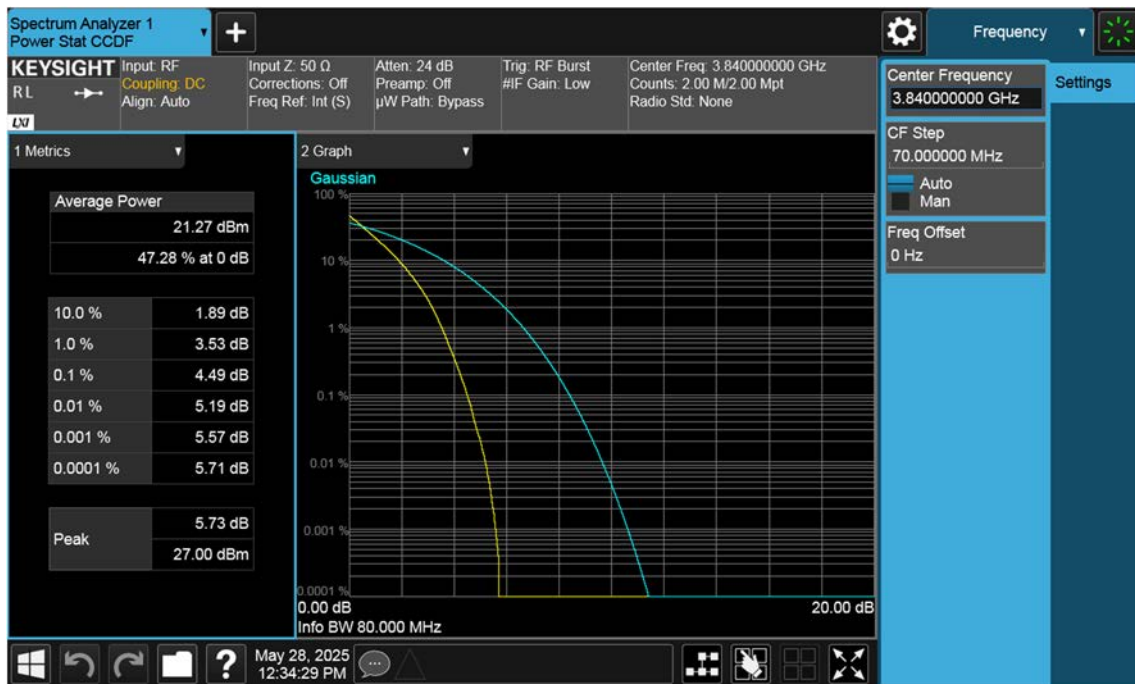 Spectrum Analyzer 1
Power Stat CCDF
Frequency
KEYSIGHT
RL
LXI
Input: RF
Coupling: DC
Align: Auto
Input Z: 50 Ω
Corrections: Off
Freq Ref: Int (S)
Atten: 24 dB
Preamp: Off
µW Path: Bypass
Trig: RF Burst
#IF Gain: Low
Center Freq: 3.840000000 GHz
Counts: 2.00 M/2.00 Mpt
Radio Std: None
1 Metrics
Average Power
21.27 dBm
47.28 % at 0 dB
10.0 % 1.89 dB
1.0 % 3.53 dB
0.1 % 4.49 dB
0.01 % 5.19 dB
0.001 % 5.57 dB
0.0001 % 5.71 dB
Peak
5.73 dB
27.00 dBm
2 Graph
Gaussian
100 %
10 %
1 %
0.1 %
0.01 %
0.001 %
0.0001 %
0.00 dB 20.00 dB
Info BW 80.000 MHz
Center Frequency
3.840000000 GHz
CF Step
70.000000 MHz
Auto
Man
Freq Offset
0 Hz
Settings
?
May 28, 2025
12:34:29 PM